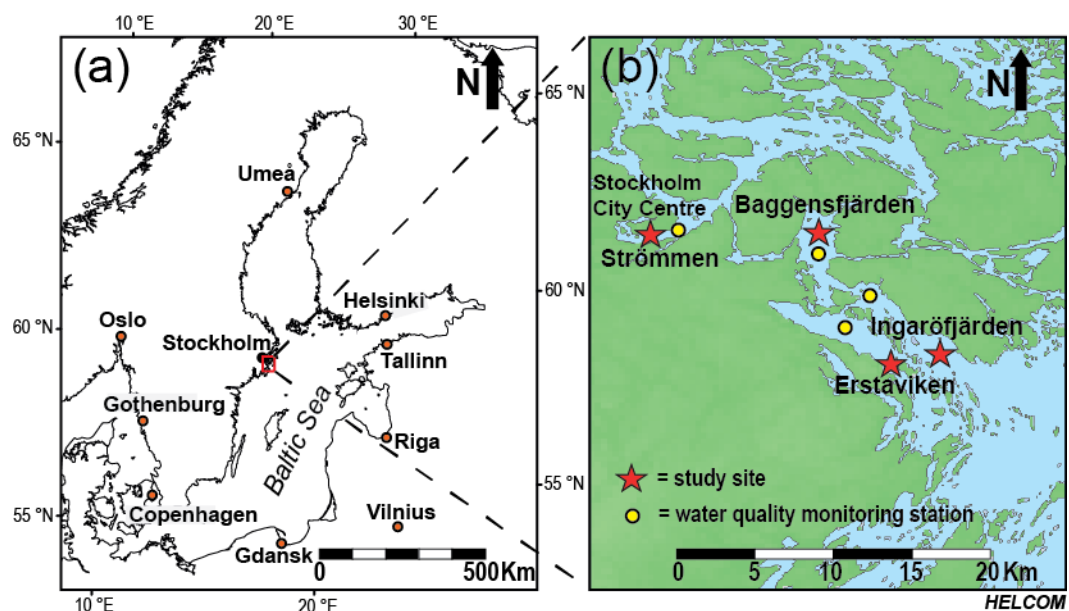 10 °E
20 °E
30 °E
(a)
N
65 °N
60 °N
55 °N
Umeå
Oslo
Stockholm
Helsinki
Tallinn
Gothenburg
Baltic Sea
Riga
Copenhagen
Vilnius
Gdansk
0
500 Km
10 °E
20 °E
65 °N
60 °N
55 °N
(b)
N
Stockholm
City Centre
Baggensfjärden
Strömmen
Ingaröfjärden
Erstaviken
= study site
= water quality monitoring station
0
10
15
20 Km
HELCOM